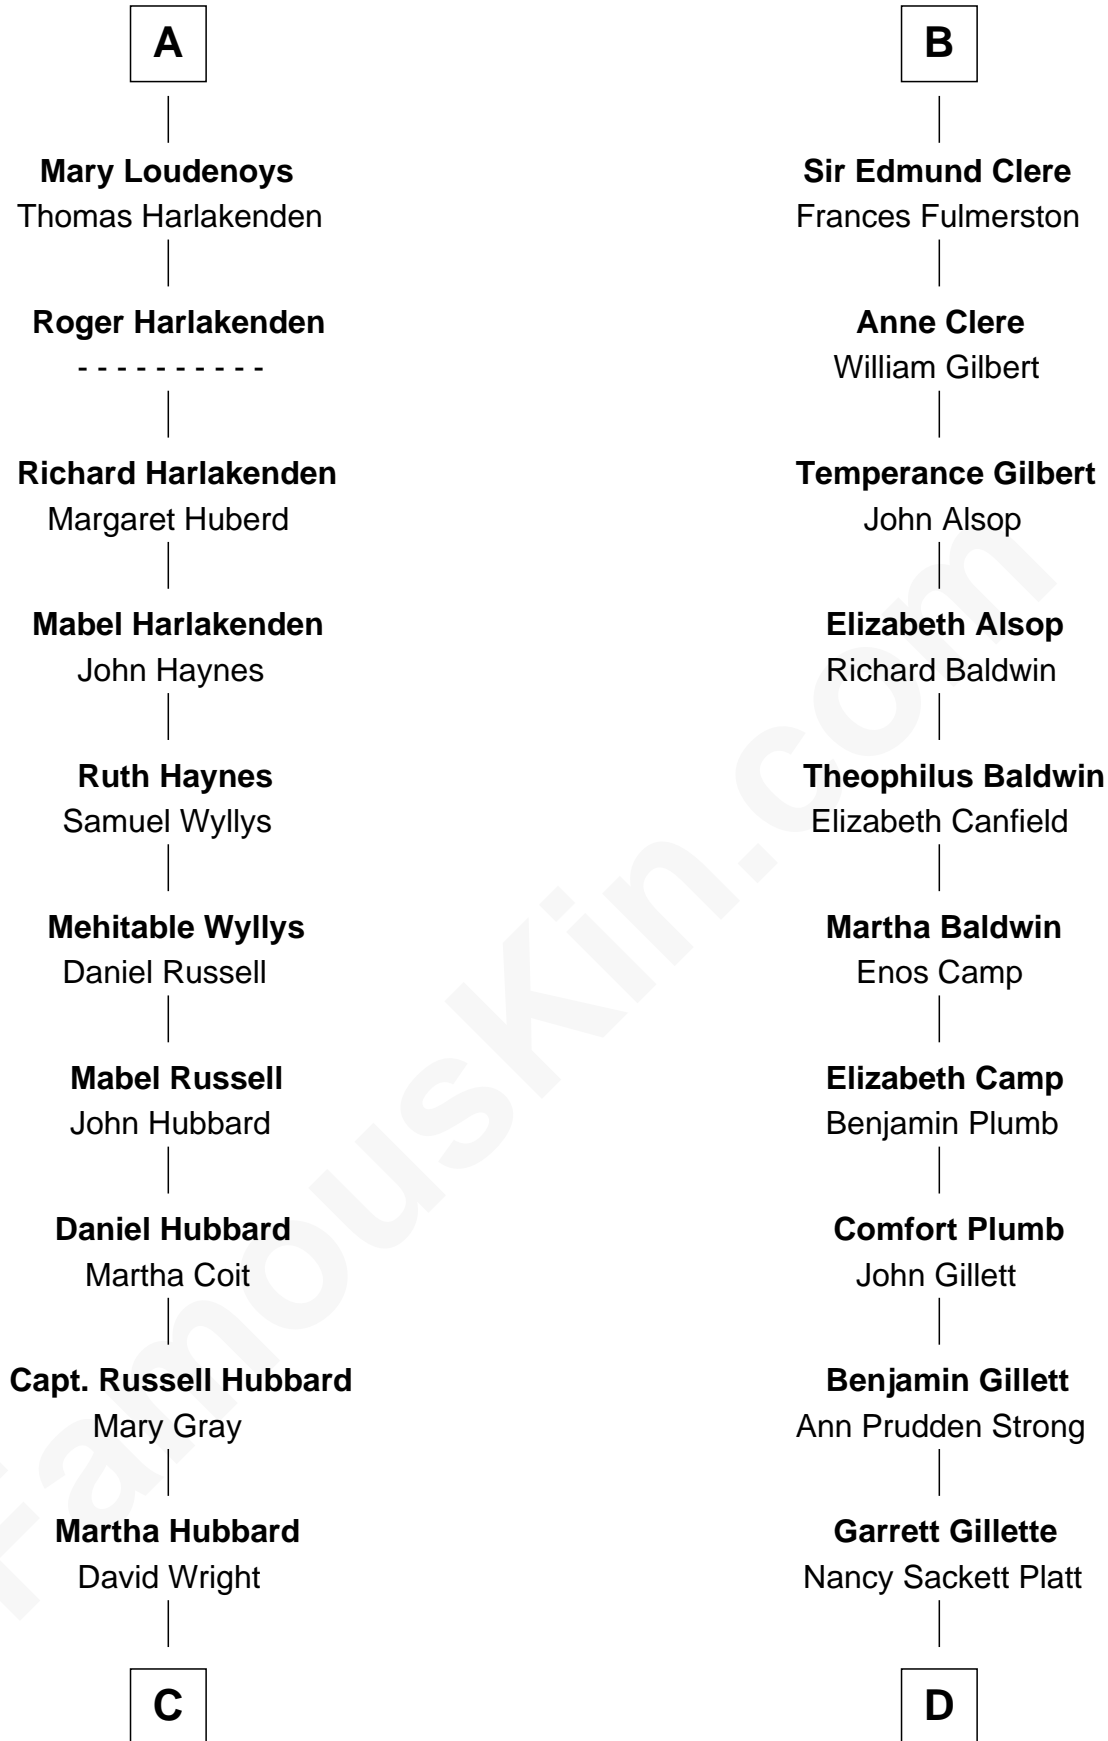 A
Mary Loudenoys
Thomas Harlakenden
Roger Harlakenden
- - - - - - - - - -
Richard Harlakenden
Margaret Huberd
Mabel Harlakenden
John Haynes
Ruth Haynes
Samuel Wyllys
Mehitable Wyllys
Daniel Russell
Mabel Russell
John Hubbard
Daniel Hubbard
Martha Coit
Capt. Russell Hubbard
Mary Gray
Martha Hubbard
David Wright
C
B
Sir Edmund Clere
Frances Fulmerston
Anne Clere
William Gilbert
Temperance Gilbert
John Alsop
Elizabeth Alsop
Richard Baldwin
Theophilus Baldwin
Elizabeth Canfield
Martha Baldwin
Enos Camp
Elizabeth Camp
Benjamin Plumb
Comfort Plumb
John Gillett
Benjamin Gillett
Ann Prudden Strong
Garrett Gillette
Nancy Sackett Platt
D
FamousKin.com